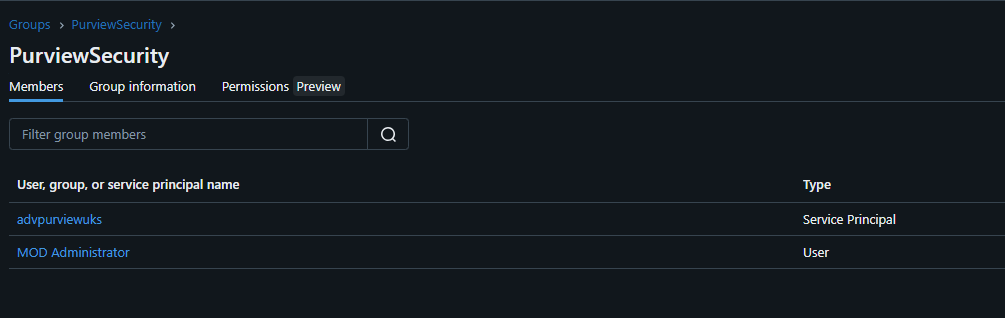 Groups > PurviewSecurity >
PurviewSecurity
Members Group information Permissions Preview
Filter group members
User, group, or service principal name Type
advpurviewuks Service Principal
MOD Administrator User